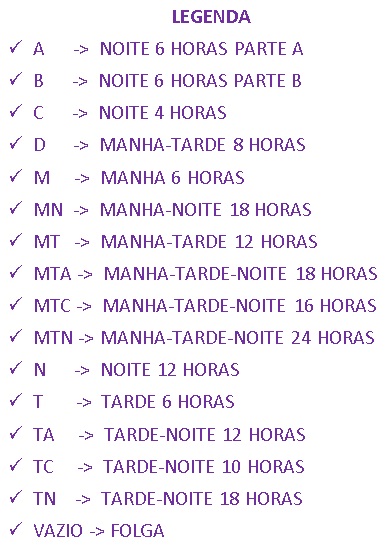 LEGENDA
✓ A -> NOITE 6 HORAS PARTE A
✓ B -> NOITE 6 HORAS PARTE B
✓ C -> NOITE 4 HORAS
✓ D -> MANHA-TARDE 8 HORAS
✓ M -> MANHA 6 HORAS
✓ MN -> MANHA-NOITE 18 HORAS
✓ MT -> MANHA-TARDE 12 HORAS
✓ MTA -> MANHA-TARDE-NOITE 18 HORAS
✓ MTC -> MANHA-TARDE-NOITE 16 HORAS
✓ MTN -> MANHA-TARDE-NOITE 24 HORAS
✓ N -> NOITE 12 HORAS
✓ T -> TARDE 6 HORAS
✓ TA -> TARDE-NOITE 12 HORAS
✓ TC -> TARDE-NOITE 10 HORAS
✓ TN -> TARDE-NOITE 18 HORAS
✓ VAZIO -> FOLGA